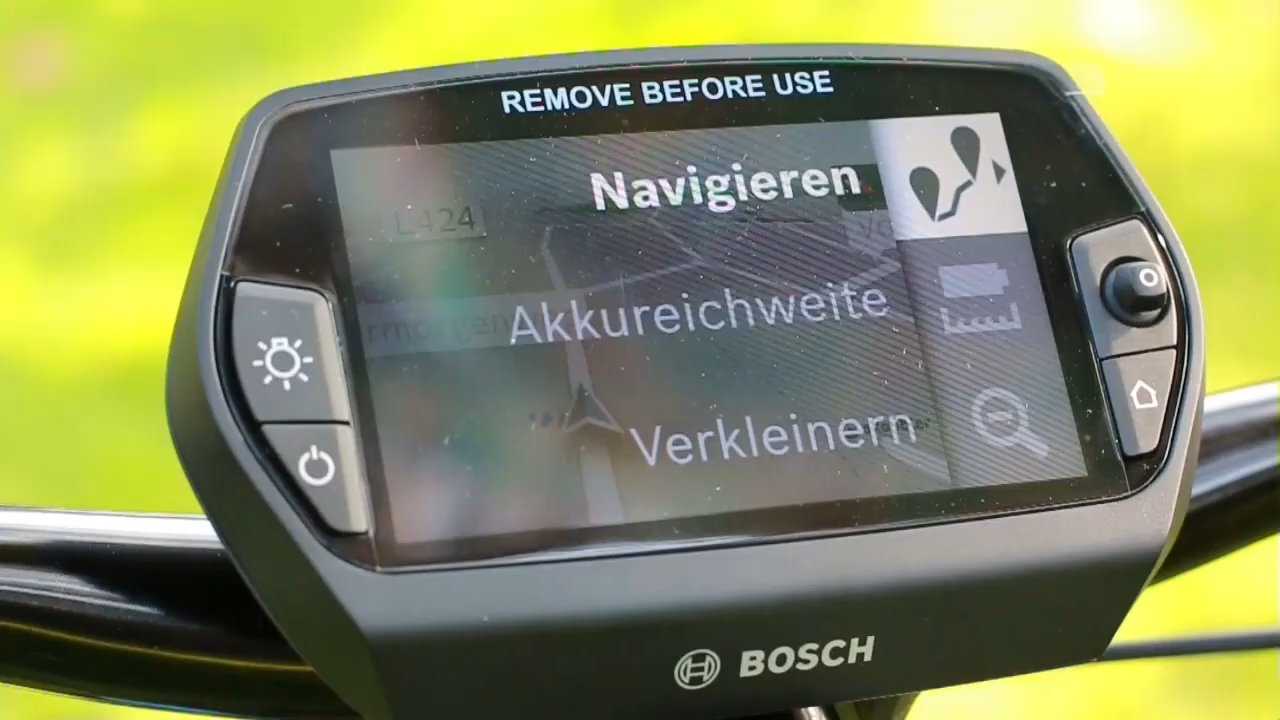 REMOVE BEFORE USE
Navigieren
L424
Akkureichweite
Verkleinern
BOSCH